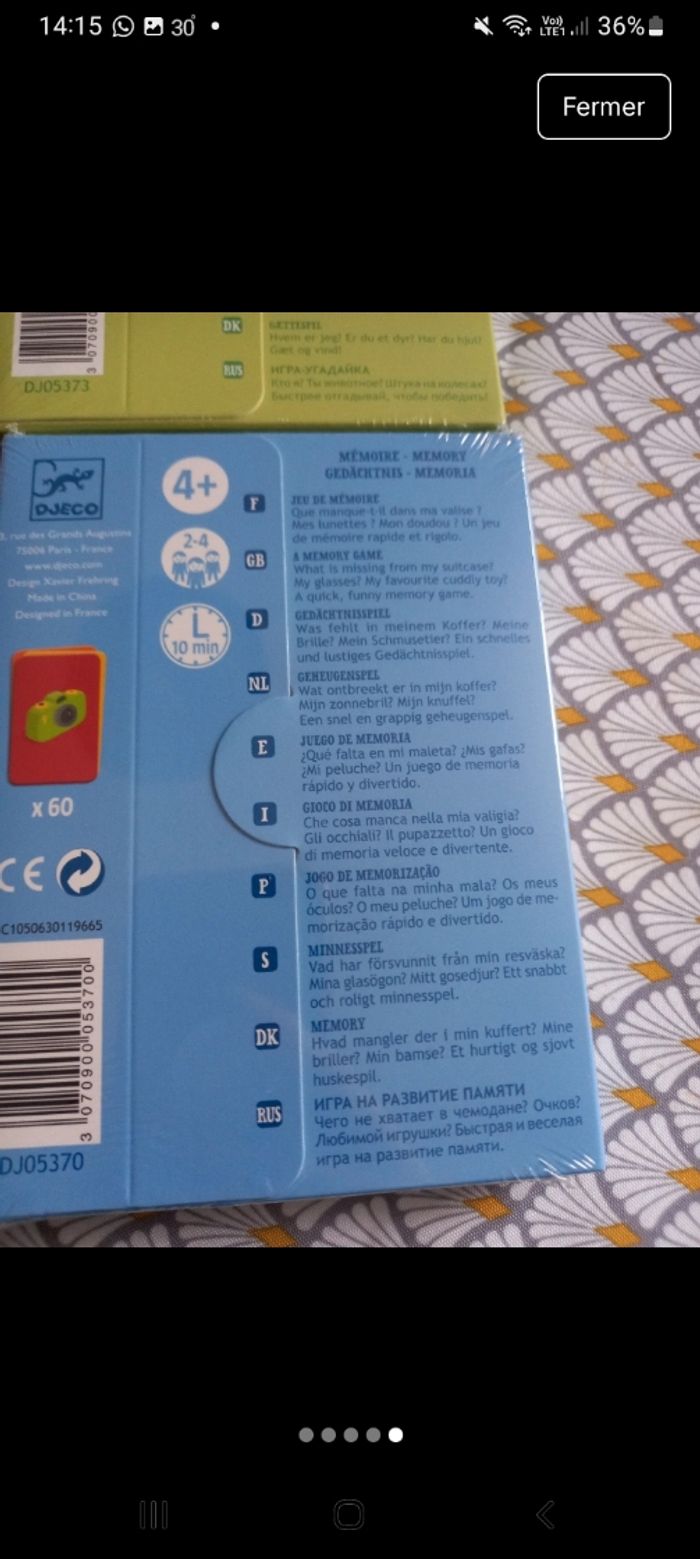 14:15
30°
Vo))
LTE1
36%
Fermer
DK
Hvem er jeg? Er du et dyr? Har du hjul?
Gæt og vind!
RUS
ИГРА-УГАДАЙКА
Кто я? Ты животное? Штука на колесах?
Быстрее отгадывай, чтобы победить!
3 070900
DJ05373
DJECO
3, rue des Grands Augustins
75006 Paris - France
www.djeco.com
Design Xavier Frehring
Made in China
Designed in France
x 60
CE
C1050630119665
3 070900 053700
DJ05370
4+
2-4
10 min
MÉMOIRE - MEMORY
GEDÄCHTNIS - MEMORIA
F
JEU DE MÉMOIRE
Que manque-t-il dans ma valise ?
Mes lunettes ? Mon doudou ? Un jeu
de mémoire rapide et rigolo.
GB
A MEMORY GAME
What is missing from my suitcase?
My glasses? My favourite cuddly toy?
A quick, funny memory game.
D
GEDÄCHTNISSPIEL
Was fehlt in meinem Koffer? Meine
Brille? Mein Schmusetier? Ein schnelles
und lustiges Gedächtnisspiel.
NL
GEHEUGENSPEL
Wat ontbreekt er in mijn koffer?
Mijn zonnebril? Mijn knuffel?
Een snel en grappig geheugenspel.
E
JUEGO DE MEMORIA
¿Qué falta en mi maleta? ¿Mis gafas?
¿Mi peluche? Un juego de memoria
rápido y divertido.
I
GIOCO DI MEMORIA
Che cosa manca nella mia valigia?
Gli occhiali? Il pupazzetto? Un gioco
di memoria veloce e divertente.
P
JOGO DE MEMORIZAÇÃO
O que falta na minha mala? Os meus
óculos? O meu peluche? Um jogo de me-
morização rápido e divertido.
S
MINNESSPEL
Vad har försvunnit från min resväska?
Mina glasögon? Mitt gosedjur? Ett snabbt
och roligt minnesspel.
DK
MEMORY
Hvad mangler der i min kuffert? Mine
briller? Min bamse? Et hurtigt og sjovt
huskespil.
RUS
ИГРА НА РАЗВИТИЕ ПАМЯТИ
Чего не хватает в чемодане? Очков?
Любимой игрушки? Быстрая и веселая
игра на развитие памяти.